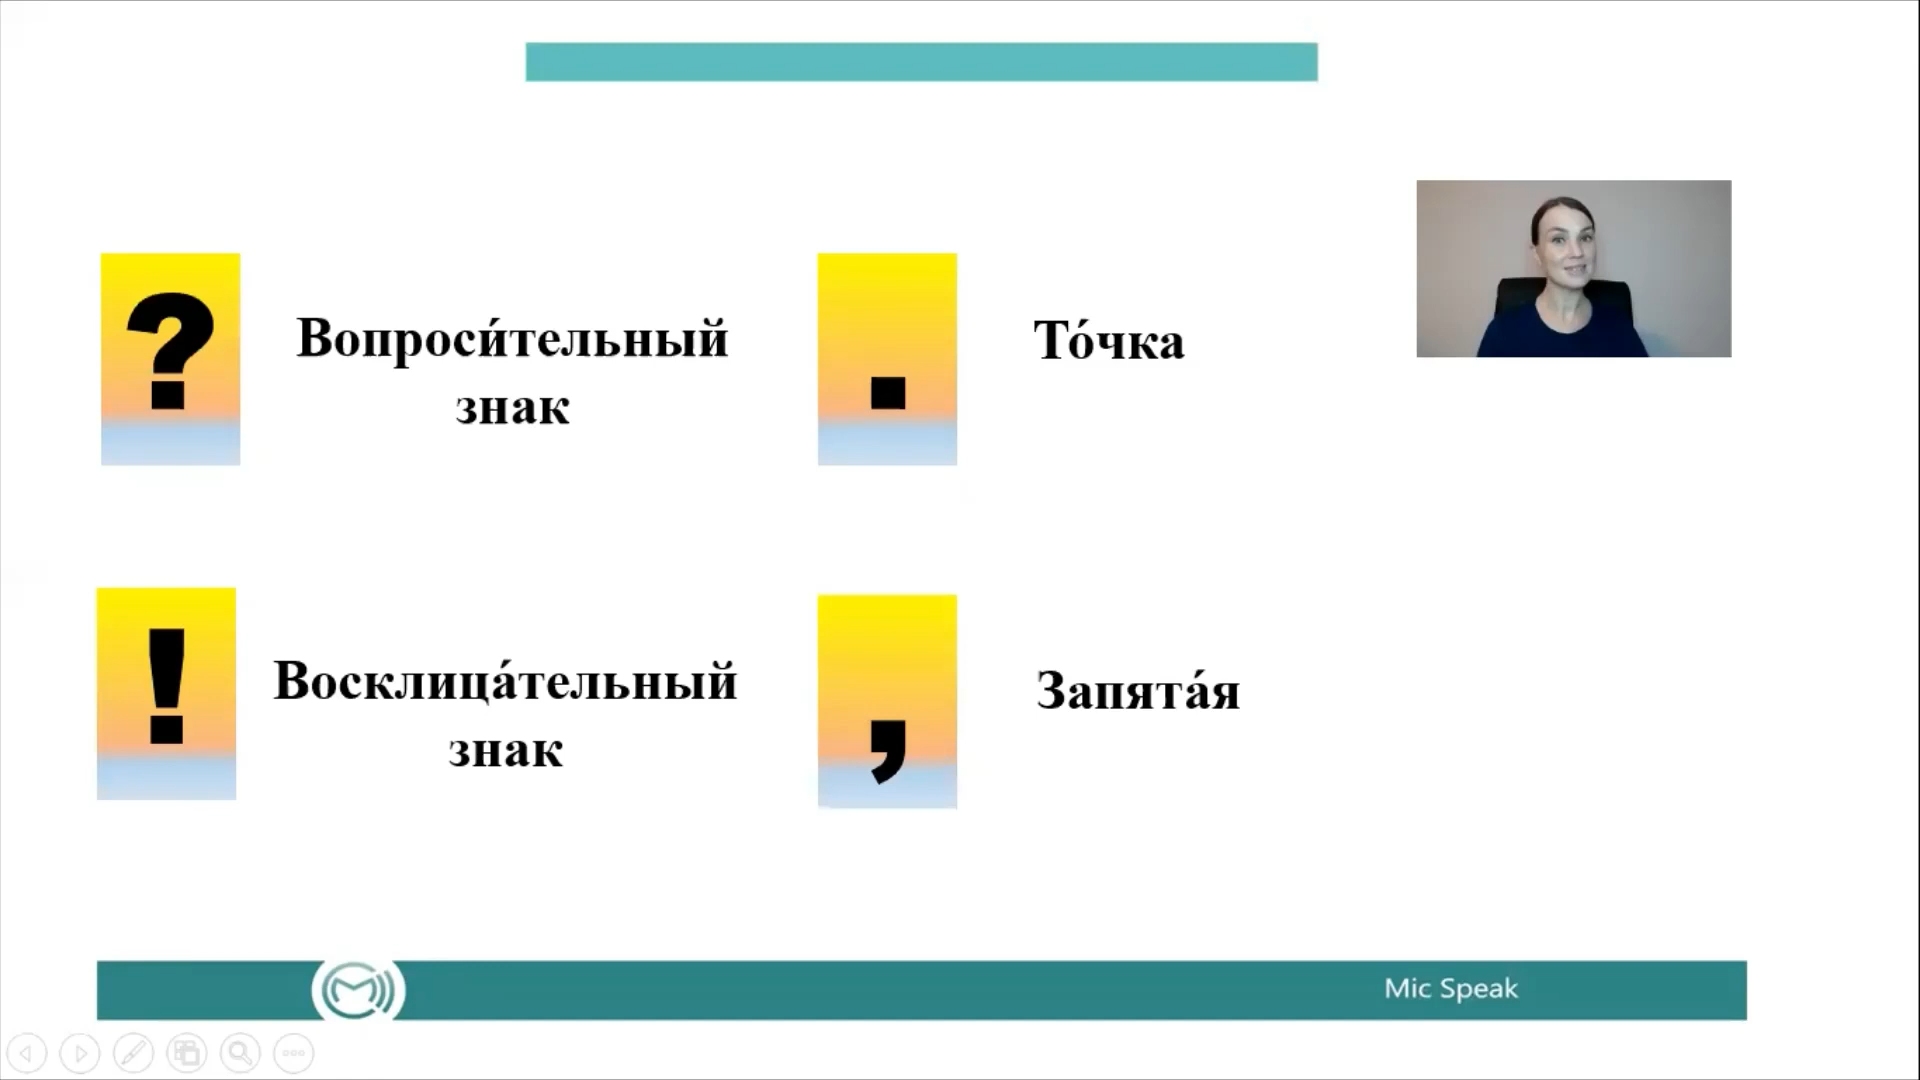 ?
Вопроси́тельный
знак
.
То́чка
!
Восклица́тельный
знак
,
Запята́я
Mic Speak